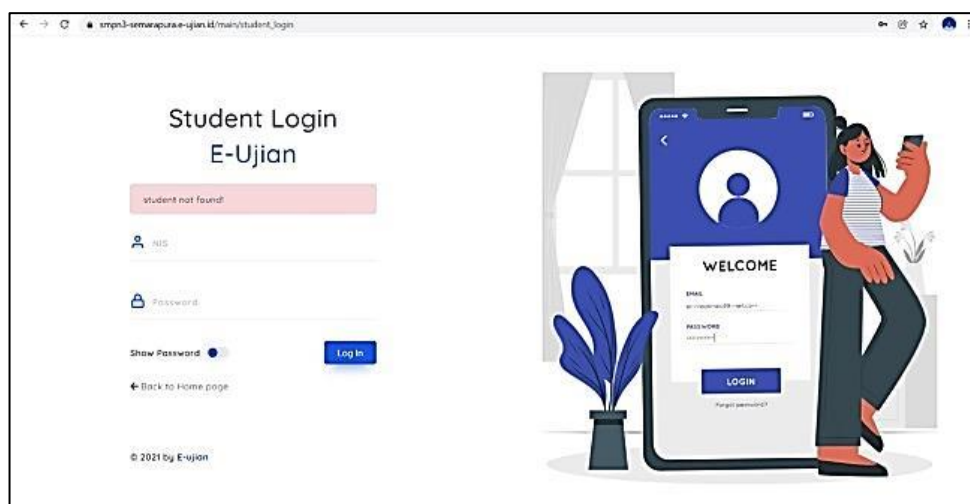 smpn3-semarapura.e-ujian.id/main/student_login
Student Login
E-Ujian
student not found!
NIS
Password
Show Password
Log In
Back to Home page
© 2021 by E-ujian
WELCOME
EMAIL
PASSWORD
LOGIN
Forgot password?